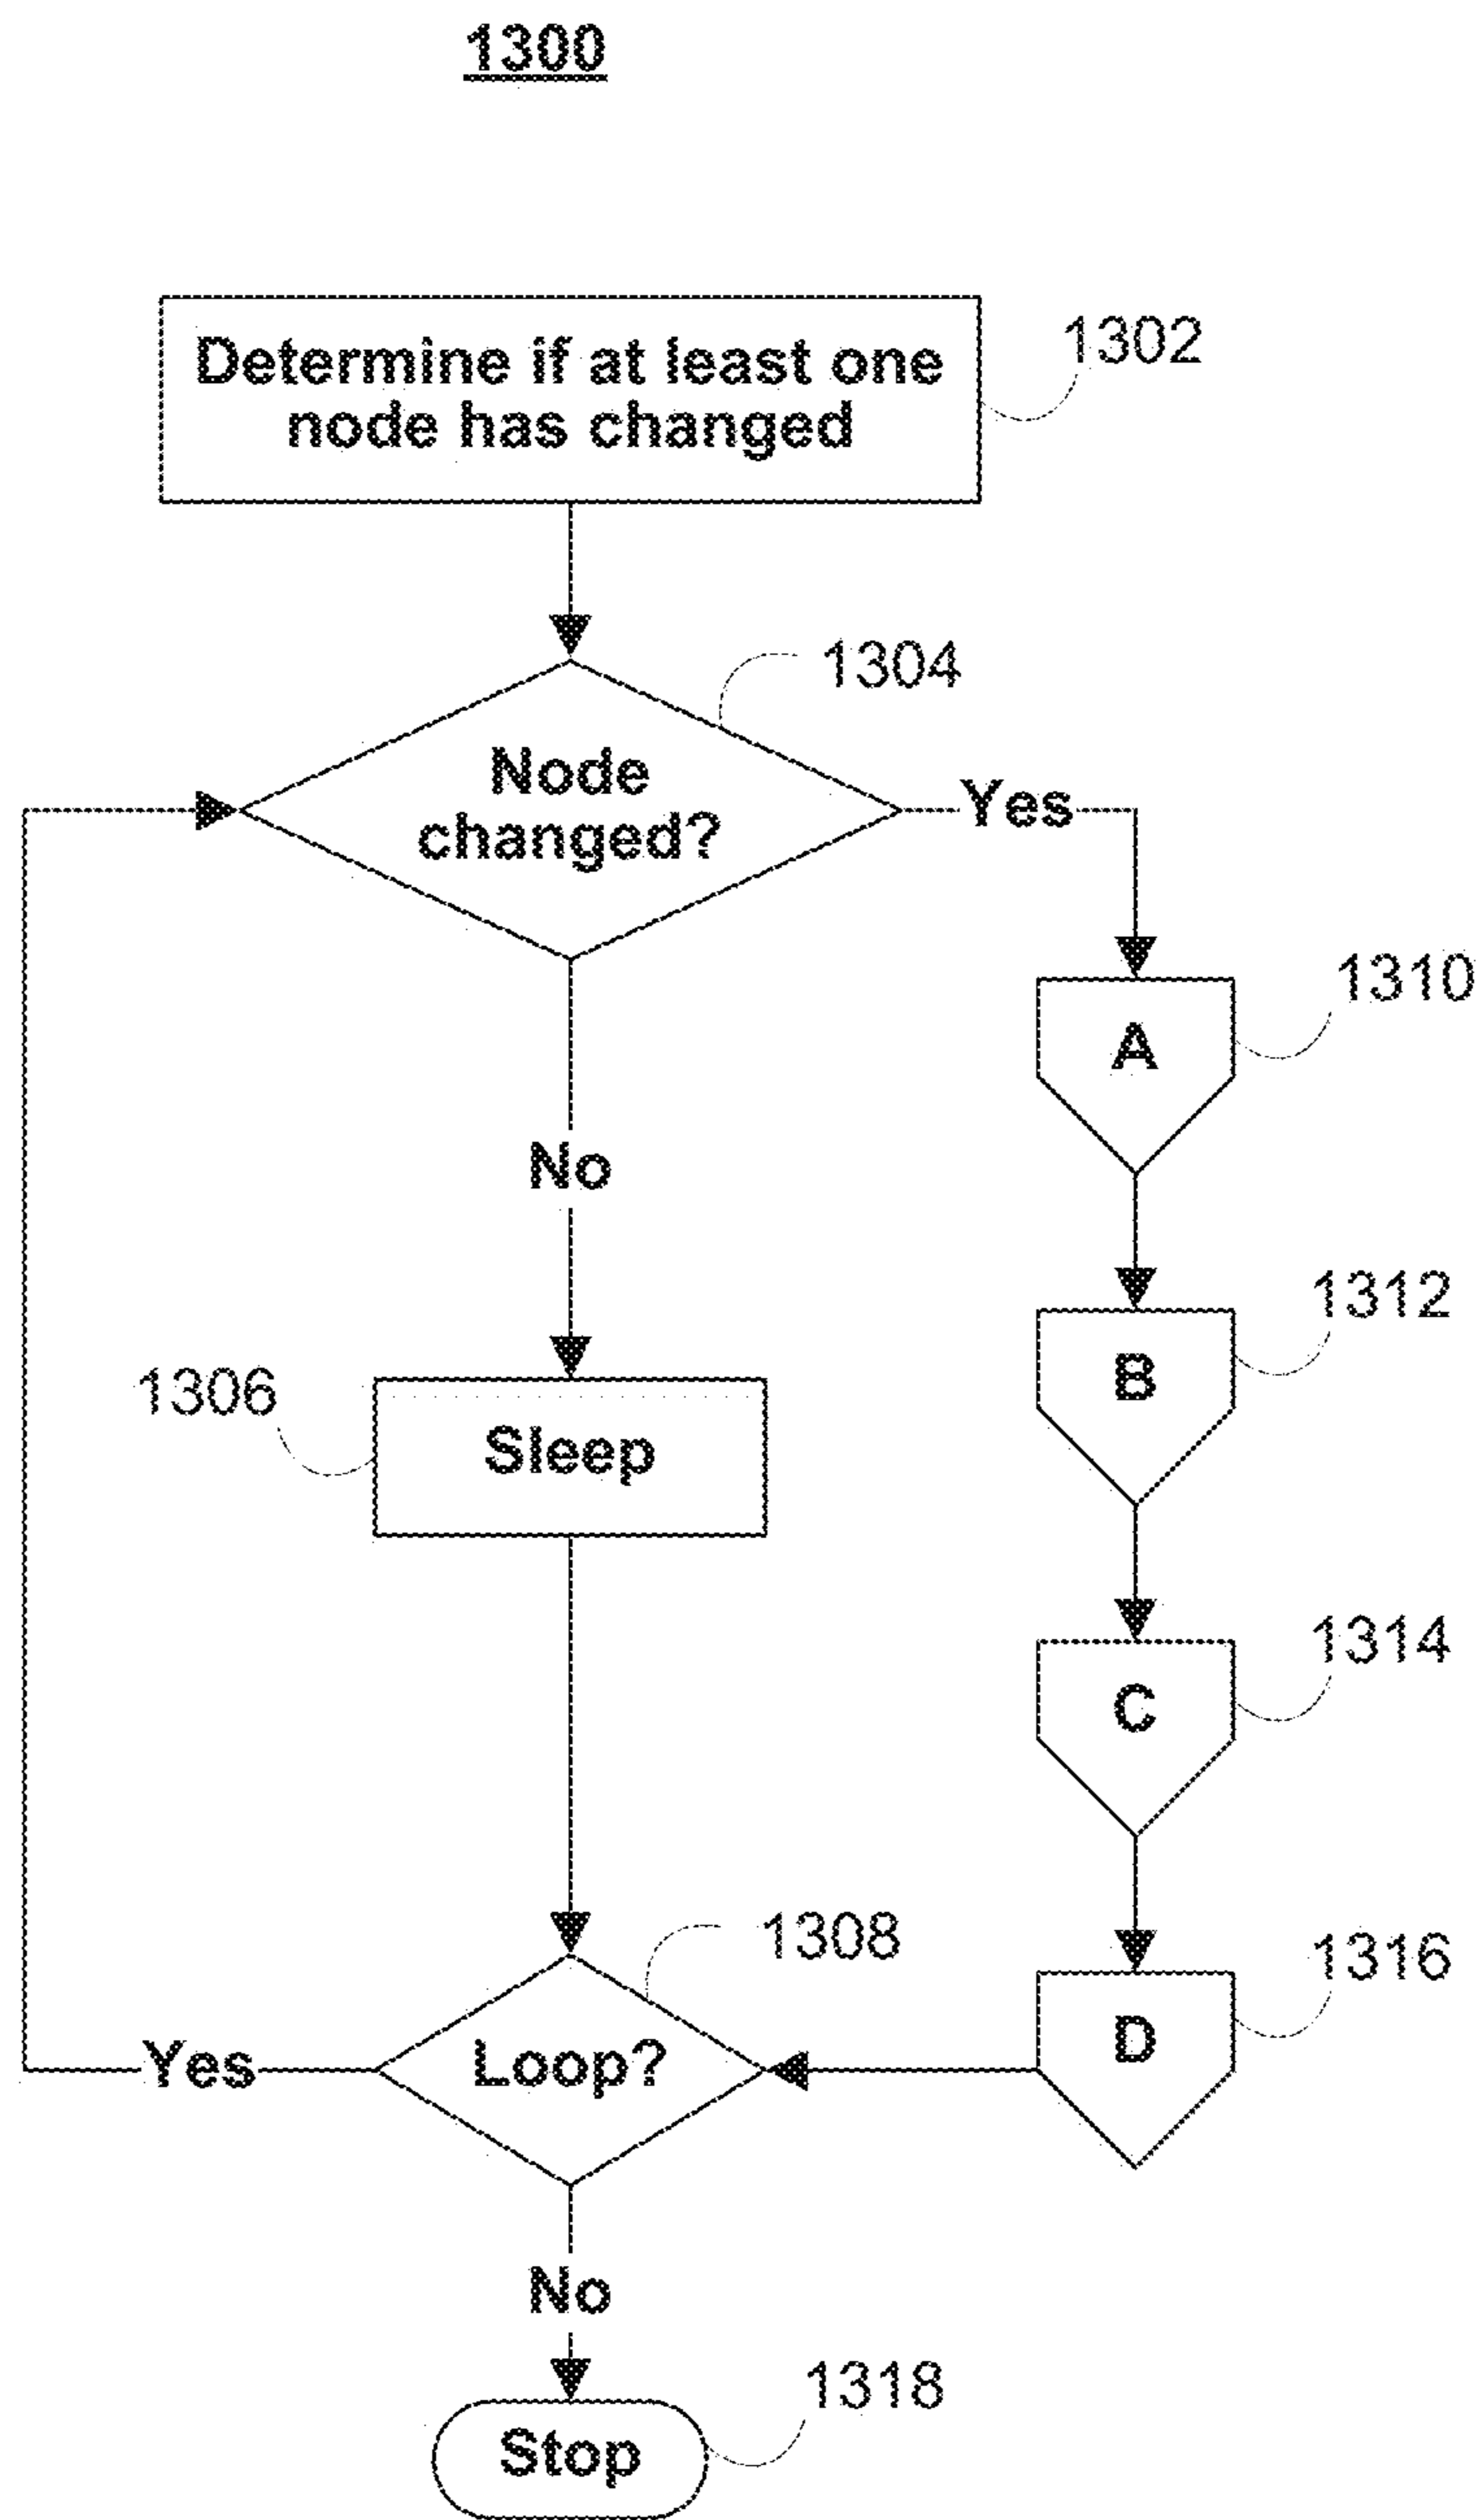 1300
Determine if at least one
node has changed
1302
1304
Node
changed?
Yes
1310
A
No
1312
B
1306
Sleep
1314
C
1308
1316
Yes
Loop?
D
No
1318
Stop